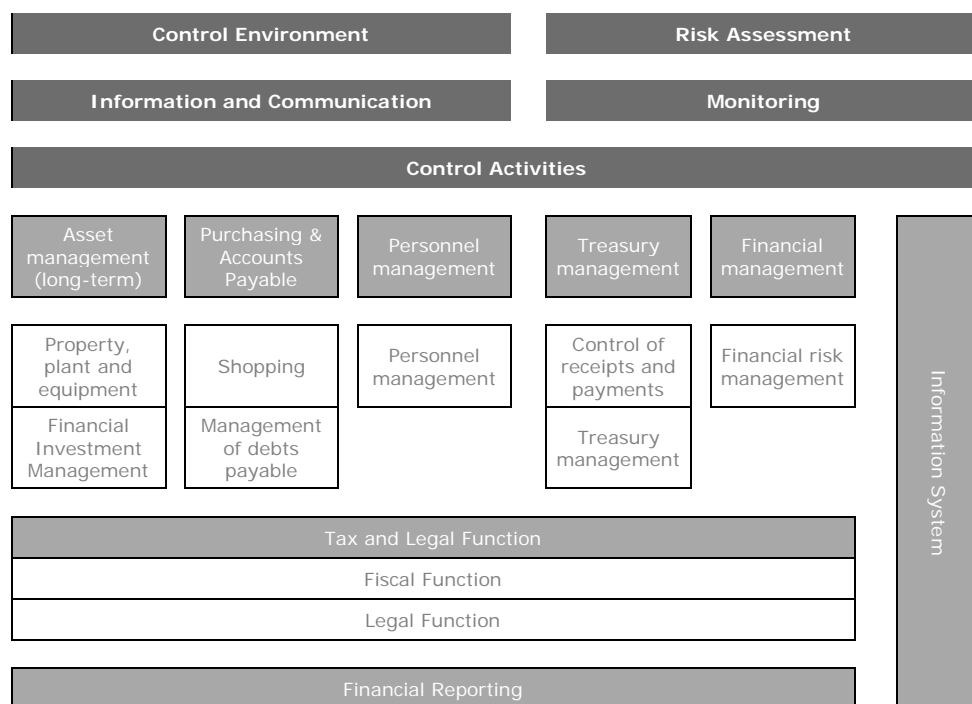 Control Environment
Risk Assessment
Information and Communication
Monitoring
Control Activities
Asset
management
(long-term)
Purchasing &
Accounts
Payable
Personnel
management
Treasury
management
Financial
management
Property,
plant and
equipment
Shopping
Personnel
management
Control of
receipts and
payments
Financial risk
management
Financial
Investment
Management
Management
of debts
payable
Treasury
management
Information System
Tax and Legal Function
Fiscal Function
Legal Function
Financial Reporting